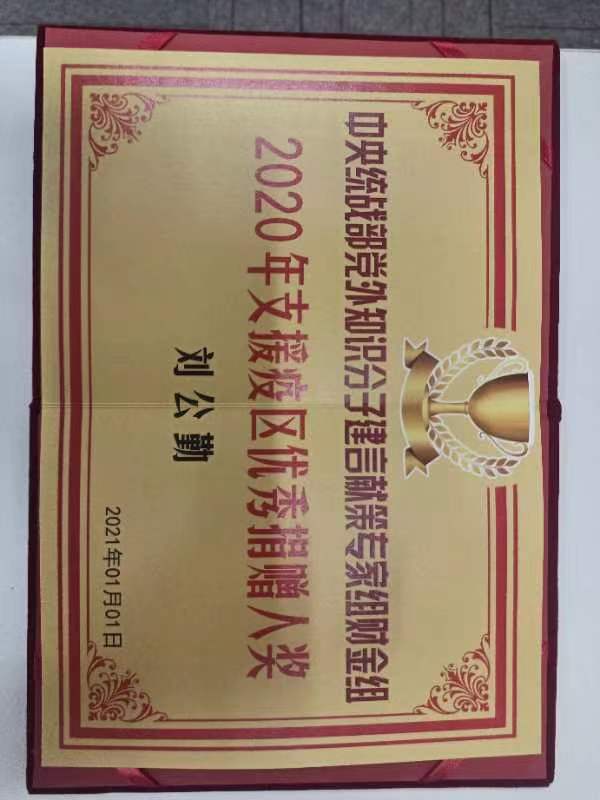 中央统战部党外知识分子建言献策专家组财金组
2020年支援疫区优秀捐赠人奖
刘公勤
2021年01月01日